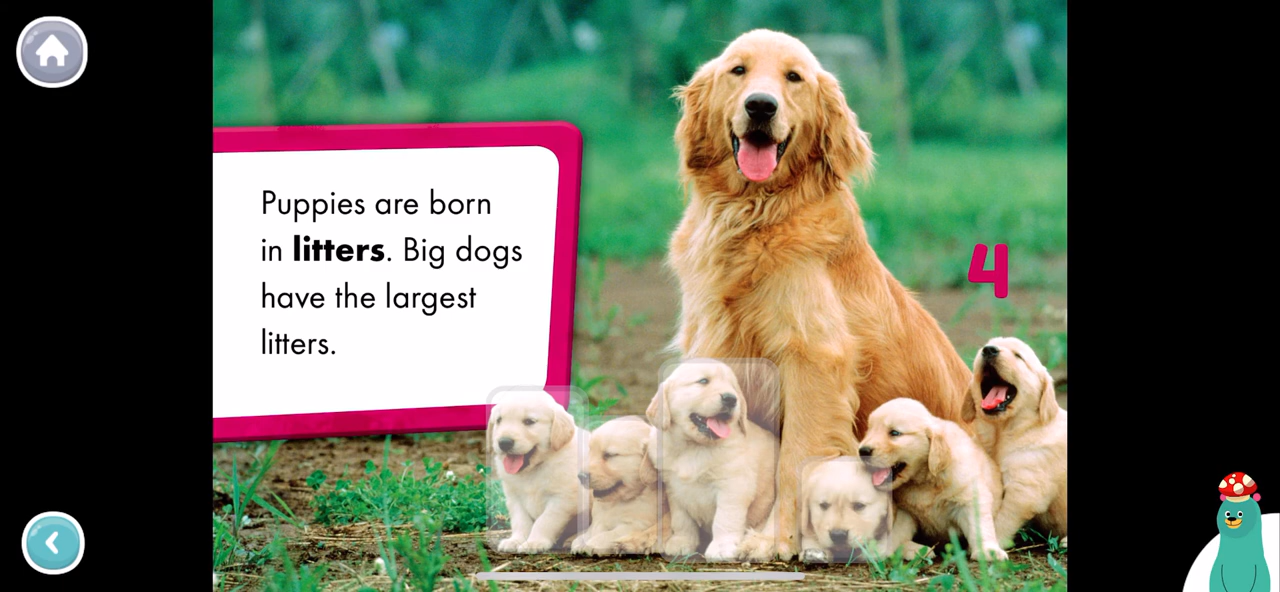 Puppies are born
in litters. Big dogs
have the largest
litters.
4